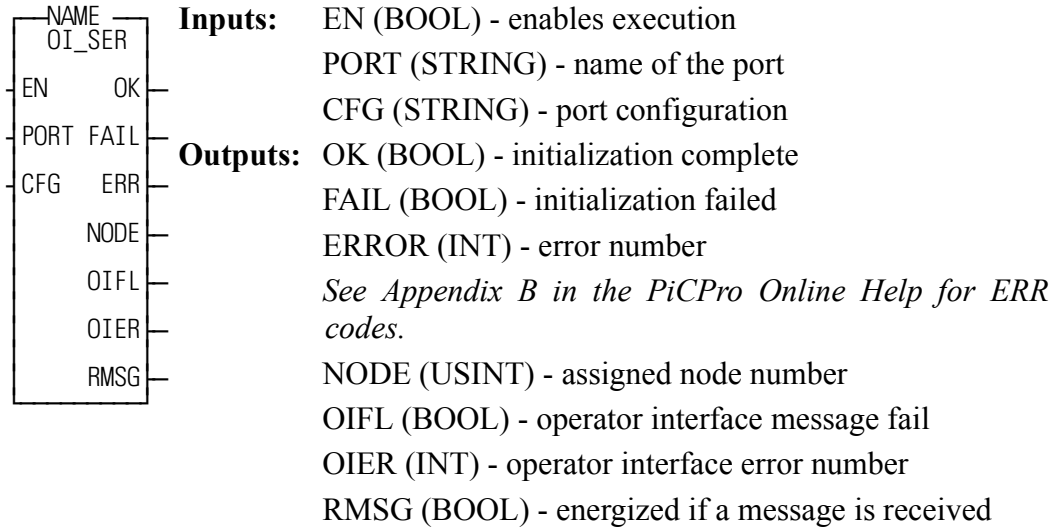 NAME
OI_SER
EN OK
PORT FAIL
CFG ERR
NODE
OIFL
OIER
RMSG
Inputs: EN (BOOL) - enables execution
PORT (STRING) - name of the port
CFG (STRING) - port configuration
Outputs: OK (BOOL) - initialization complete
FAIL (BOOL) - initialization failed
ERROR (INT) - error number
See Appendix B in the PiCPro Online Help for ERR
codes.
NODE (USINT) - assigned node number
OIFL (BOOL) - operator interface message fail
OIER (INT) - operator interface error number
RMSG (BOOL) - energized if a message is received